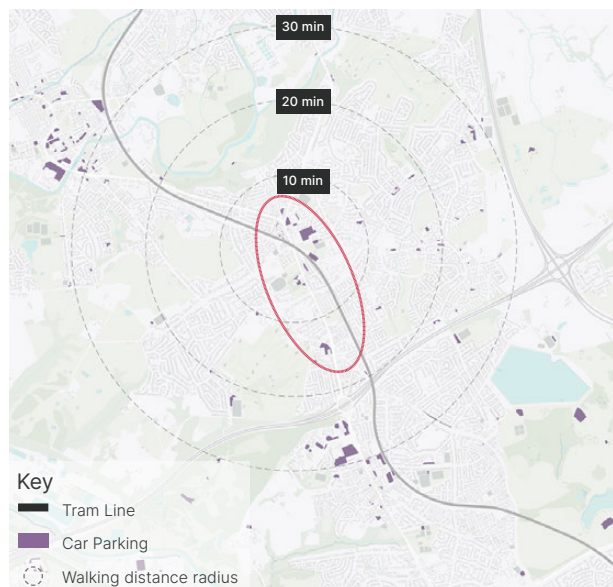 30 min
20 min
10 min
Key
Tram Line
Car Parking
Walking distance radius